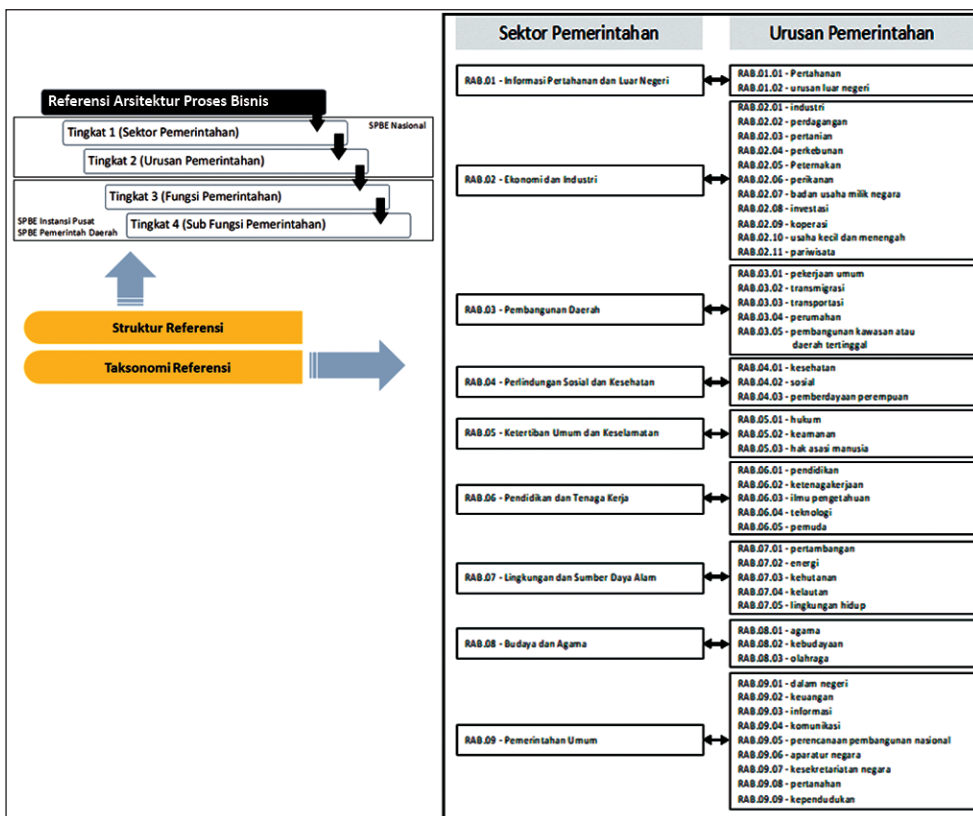 Referensi Arsitektur Proses Bisnis
SPBE Nasional
Tingkat 1 (Sektor Pemerintahan)
Tingkat 2 (Urusan Pemerintahan)
Tingkat 3 (Fungsi Pemerintahan)
SPBE Instansi Pusat
SPBE Pemerintah Daerah
Tingkat 4 (Sub Fungsi Pemerintahan)
Struktur Referensi
Taksonomi Referensi
Sektor Pemerintahan
Urusan Pemerintahan
RAB.01 - Informasi Pertahanan dan Luar Negeri
RAB.01.01 - Pertahanan
RAB.01.02 - urusan luar negeri
RAB.02 - Ekonomi dan Industri
RAB.02.01 - industri
RAB.02.02 - perdagangan
RAB.02.03 - pertanian
RAB.02.04 - perkebunan
RAB.02.05 - Peternakan
RAB.02.06 - perikanan
RAB.02.07 - badan usaha milik negara
RAB.02.08 - investasi
RAB.02.09 - koperasi
RAB.02.10 - usaha kecil dan menengah
RAB.02.11 - pariwisata
RAB.03 - Pembangunan Daerah
RAB.03.01 - pekerjaan umum
RAB.03.02 - transmigrasi
RAB.03.03 - transportasi
RAB.03.04 - perumahan
RAB.03.05 - pembangunan kawasan atau
daerah tertinggal
RAB.04 - Perlindungan Sosial dan Kesehatan
RAB.04.01 - kesehatan
RAB.04.02 - sosial
RAB.04.03 - pemberdayaan perempuan
RAB.05 - Ketertiban Umum dan Keselamatan
RAB.05.01 - hukum
RAB.05.02 - keamanan
RAB.05.03 - hak asasi manusia
RAB.06 - Pendidikan dan Tenaga Kerja
RAB.06.01 - pendidikan
RAB.06.02 - ketenagakerjaan
RAB.06.03 - ilmu pengetahuan
RAB.06.04 - teknologi
RAB.06.05 - pemuda
RAB.07 - Lingkungan dan Sumber Daya Alam
RAB.07.01 - pertambangan
RAB.07.02 - energi
RAB.07.03 - kehutanan
RAB.07.04 - kelautan
RAB.07.05 - lingkungan hidup
RAB.08 - Budaya dan Agama
RAB.08.01 - agama
RAB.08.02 - kebudayaan
RAB.08.03 - olahraga
RAB.09 - Pemerintahan Umum
RAB.09.01 - dalam negeri
RAB.09.02 - keuangan
RAB.09.03 - informasi
RAB.09.04 - komunikasi
RAB.09.05 - perencanaan pembangunan nasional
RAB.09.06 - aparatur negara
RAB.09.07 - kesekretariatan negara
RAB.09.08 - pertanahan
RAB.09.09 - kependudukan